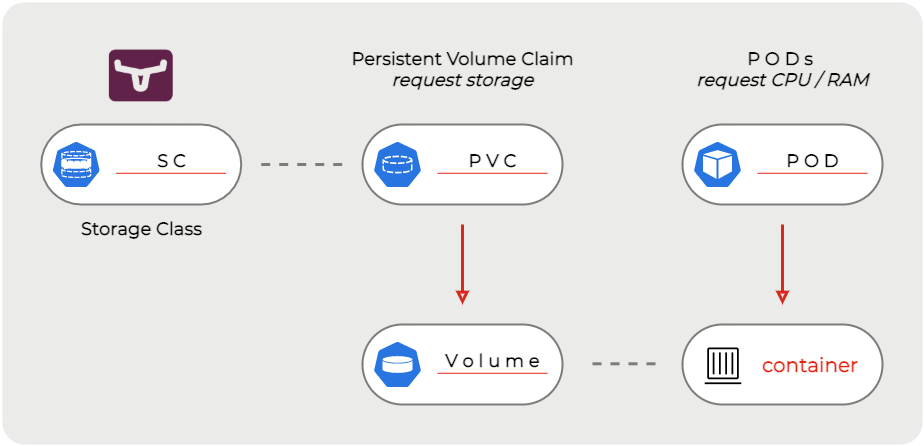 Persistent Volume Claim
request storage
P O D s
request CPU / RAM
S C
P V C
P O D
Storage Class
V o l u m e
container